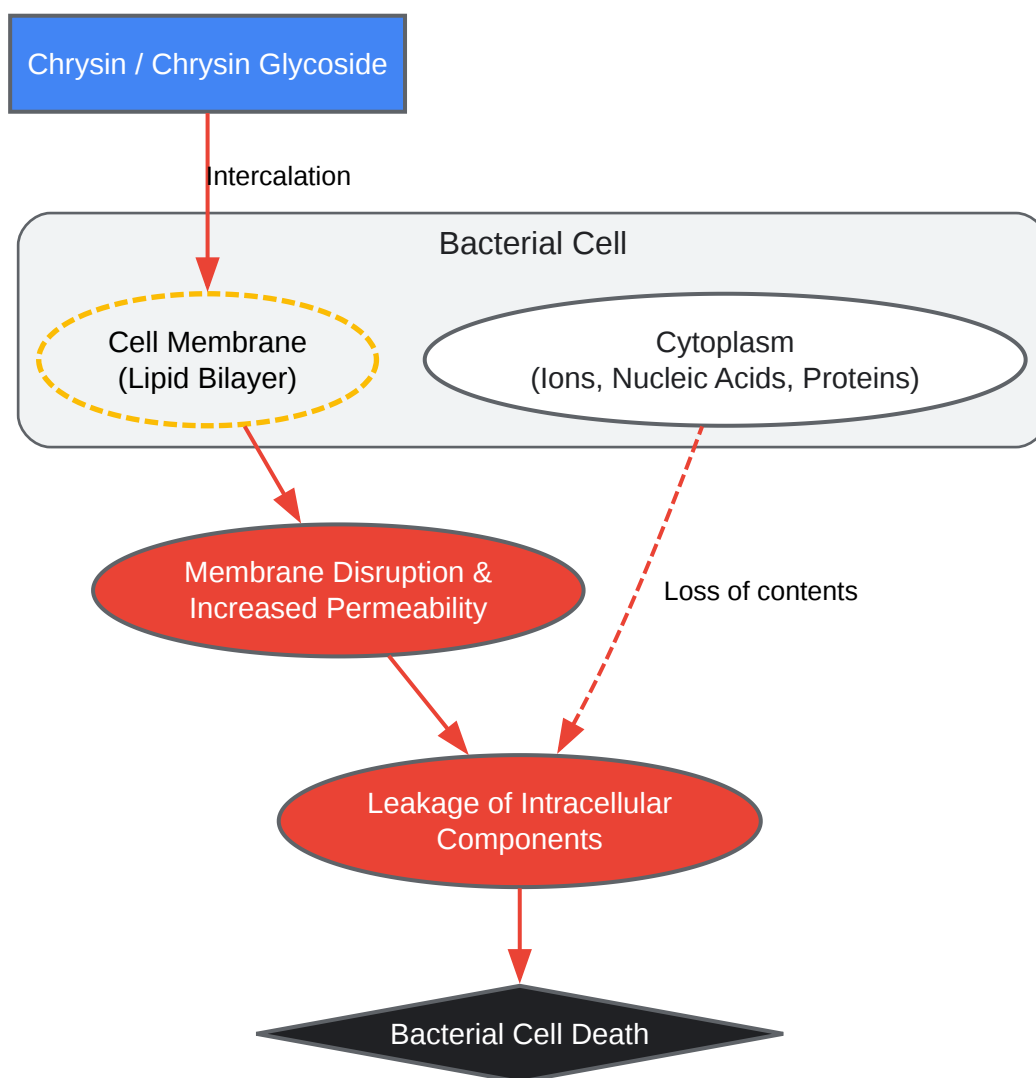 Chrysin / Chrysin Glycoside
Intercalation
Bacterial Cell
Cell Membrane
(Lipid Bilayer)
Cytoplasm
(Ions, Nucleic Acids, Proteins)
Membrane Disruption &
Increased Permeability
Loss of contents
Leakage of Intracellular
Components
Bacterial Cell Death